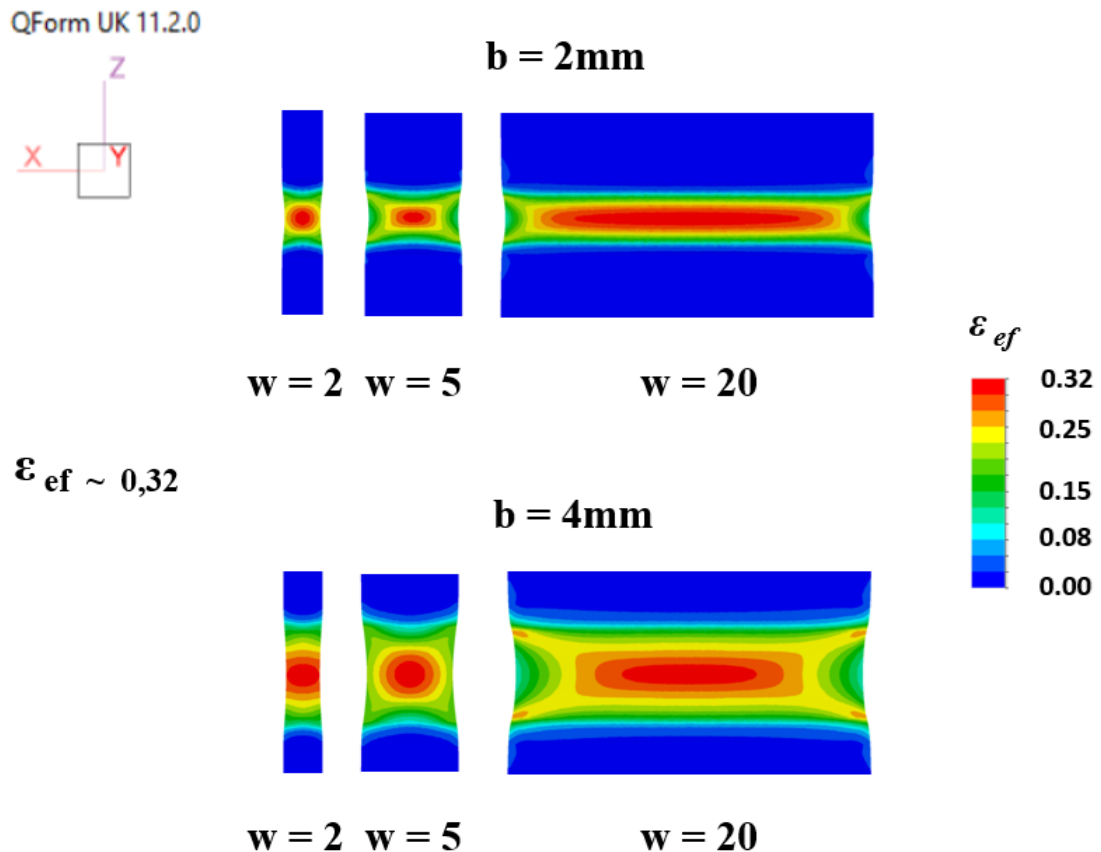 QForm UK 11.2.0
Z
X Y
b = 2mm
w = 2 w = 5 w = 20
ε ef
0.32
0.25
0.15
0.08
0.00
ε ef ~ 0,32
b = 4mm
w = 2 w = 5 w = 20